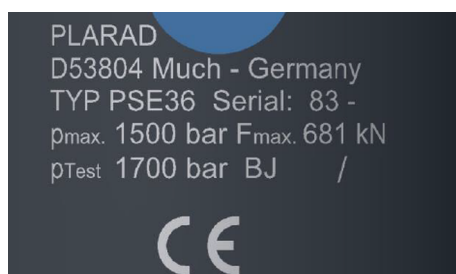 PLARAD
D53804 Much - Germany
TYP PSE36 Serial: 83 -
pmax. 1500 bar Fmax. 681 kN
pTest 1700 bar BJ /
CE